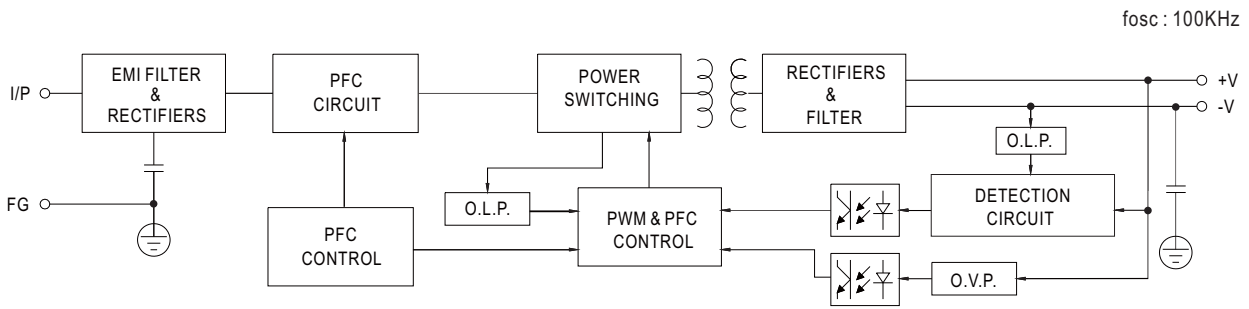 fosc : 100KHz
I/P
EMI FILTER
&
RECTIFIERS
PFC
CIRCUIT
POWER
SWITCHING
RECTIFIERS
&
FILTER
+V
-V
O.L.P.
FG
O.L.P.
DETECTION
CIRCUIT
PFC
CONTROL
PWM & PFC
CONTROL
O.V.P.